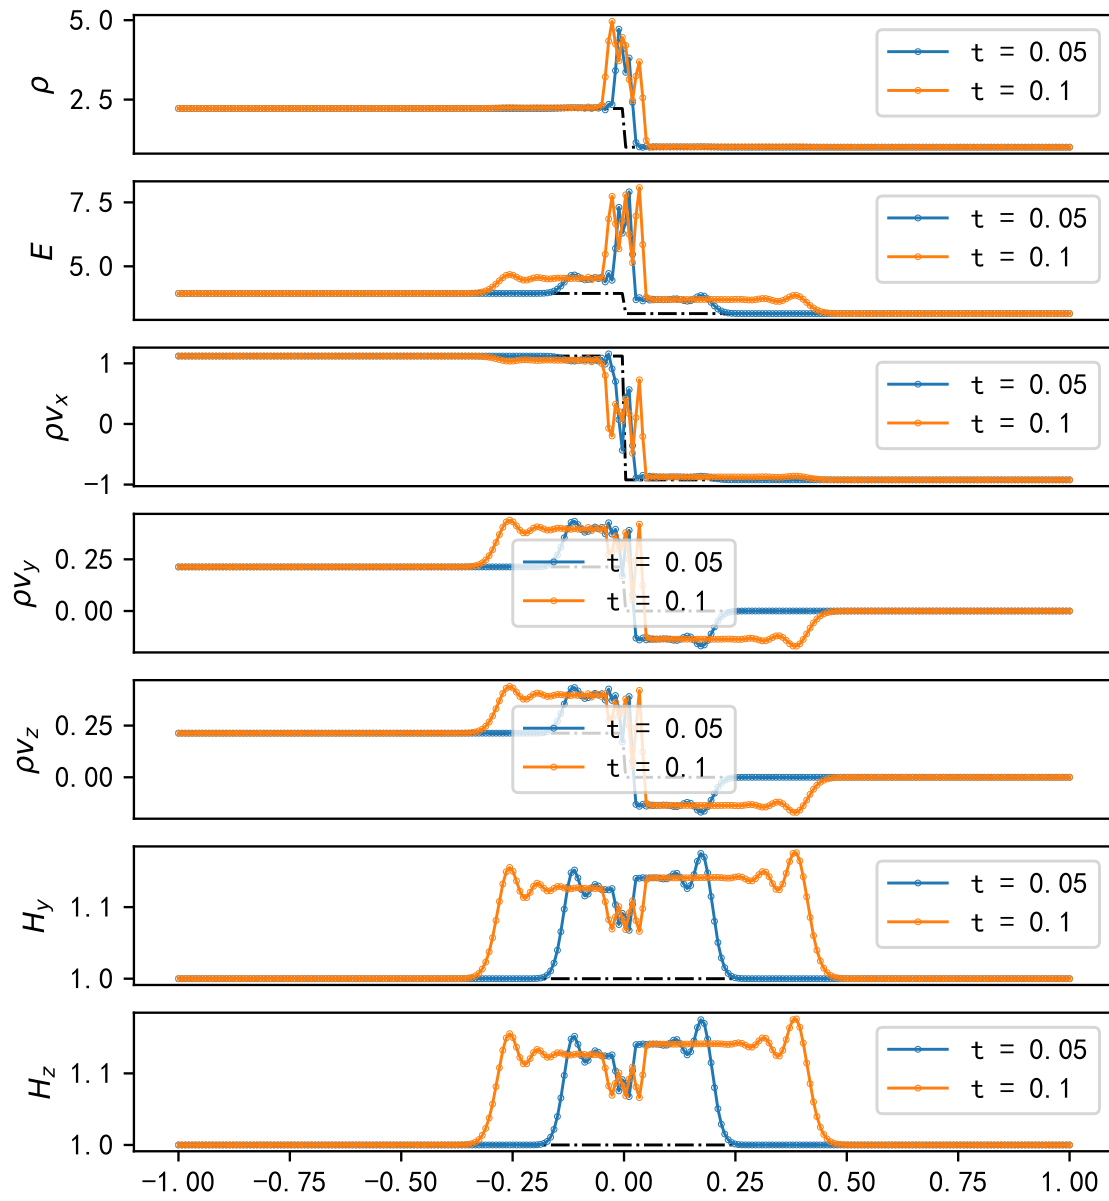 5.0
2.5
ρ
t = 0.05
t = 0.1
7.5
5.0
E
t = 0.05
t = 0.1
1
0
−1
ρvₓ
t = 0.05
t = 0.1
0.25
0.00
ρv_y
t = 0.05
t = 0.1
0.25
0.00
ρv_z
t = 0.05
t = 0.1
1.1
1.0
H_y
t = 0.05
t = 0.1
1.1
1.0
H_z
t = 0.05
t = 0.1
−1.00 −0.75 −0.50 −0.25 0.00 0.25 0.50 0.75 1.00